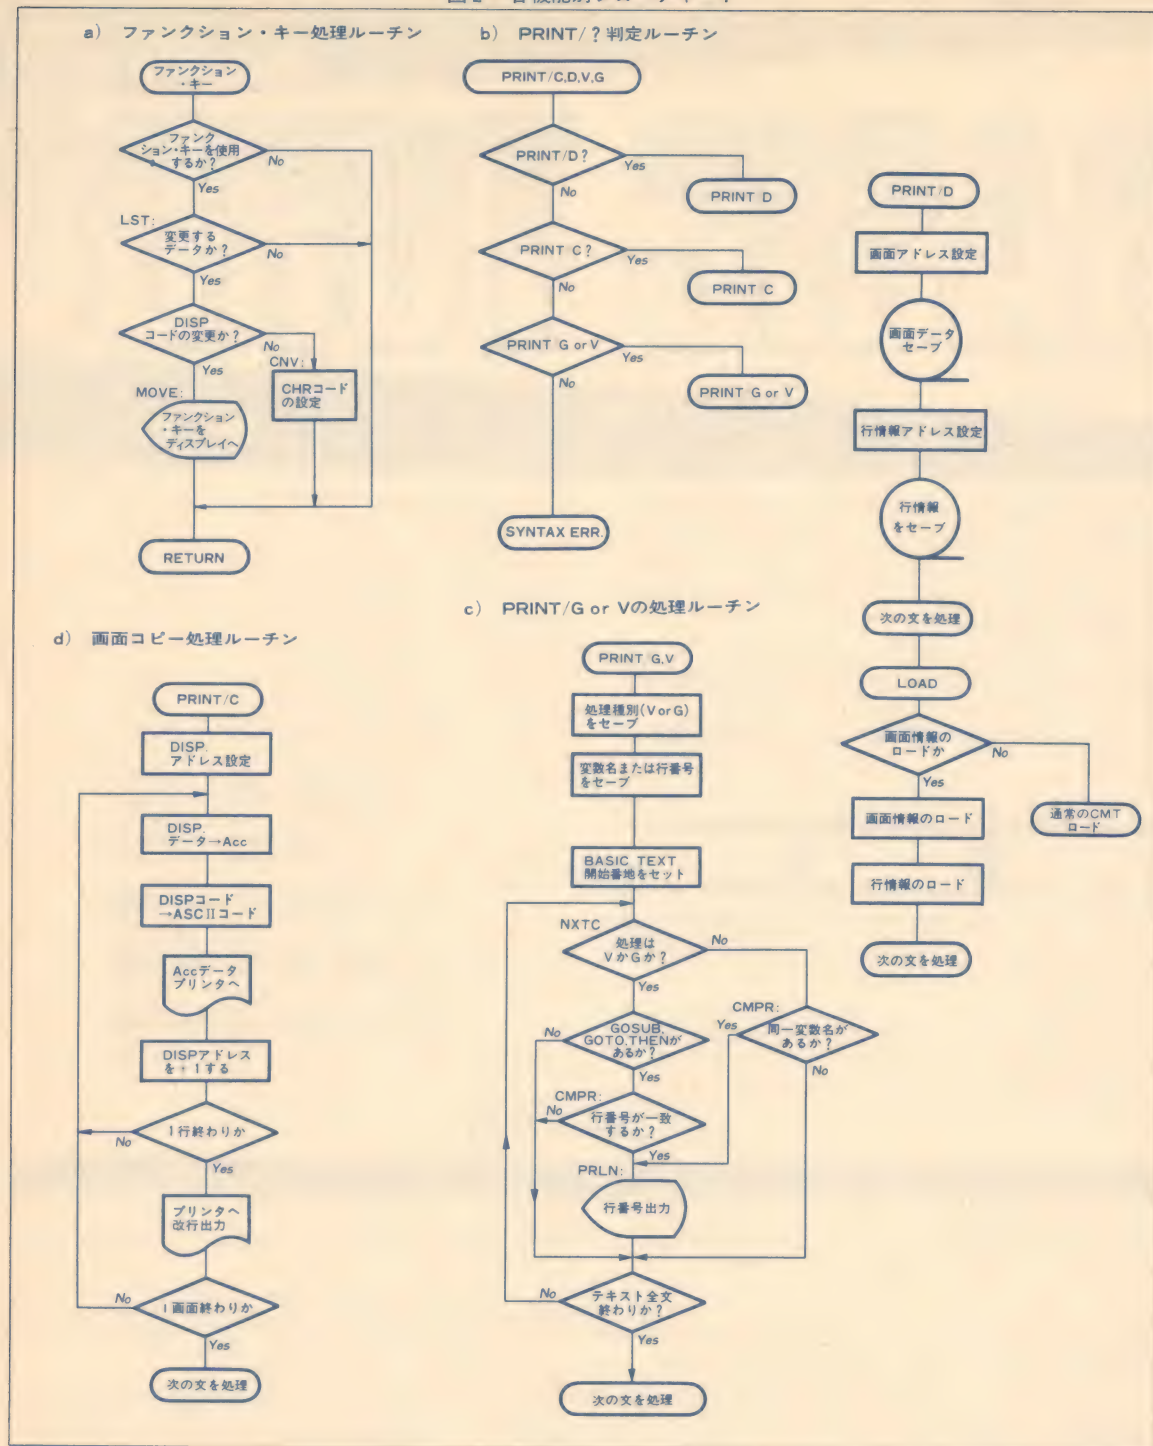 a) ファンクション・キー処理ルーチン
ファンクション
・キー
ファンク
ション・キーを使用
するか?
No
Yes
LST:
変更する
データか?
No
Yes
DISP
コードの変更か?
No
Yes
CNV:
CHRコード
の設定
MOVE:
ファンクション
・キーを
ディスプレイへ
RETURN
b) PRINT/?判定ルーチン
PRINT/C,D,V,G
PRINT/D?
Yes
No
PRINT D
PRINT C?
Yes
No
PRINT C
PRINT G or V
Yes
No
PRINT G or V
SYNTAX ERR.
PRINT/D
画面アドレス設定
画面データ
セーブ
行情報アドレス設定
行情報
をセーブ
次の文を処理
LOAD
画面情報の
ロードか
No
Yes
通常のCMT
ロード
画面情報のロード
行情報のロード
次の文を処理
c) PRINT/G or Vの処理ルーチン
PRINT G,V
処理種別(VorG)
をセーブ
変数名または行番号
をセーブ
BASIC TEXT
開始番地をセット
NXTC
処理は
VかGか?
No
Yes
GOSUB,
GOTO,THENが
あるか?
No
Yes
CMPR:
同一変数名が
あるか?
Yes
No
CMPR:
行番号が一致
するか?
No
Yes
PRLN:
行番号出力
テキスト全文
終わりか?
No
Yes
次の文を処理
d) 画面コピー処理ルーチン
PRINT/C
DISP.
アドレス設定
DISP.
データ→Acc
DISPコード
→ASCIIコード
Accデータ
プリンタへ
DISPアドレス
を+1する
1行終わりか
No
Yes
プリンタへ
改行出力
1画面終わりか
No
Yes
次の文を処理